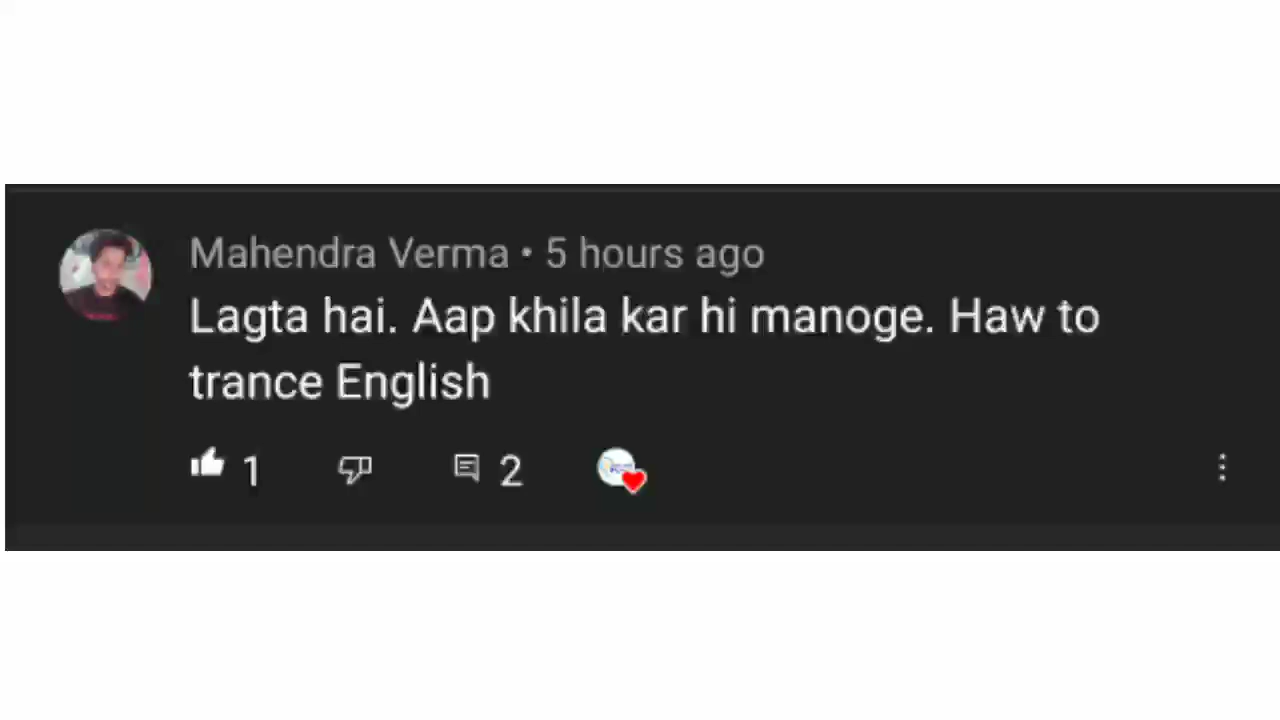 Mahendra Verma • 5 hours ago
Lagta hai. Aap khila kar hi manoge. Haw to
trance English
1 2